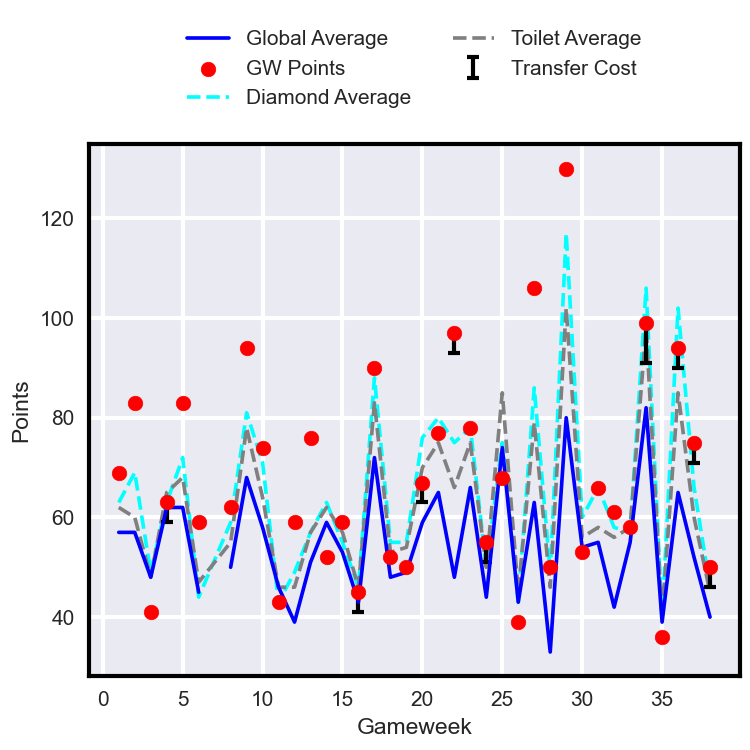 Global Average
GW Points
Diamond Average
Toilet Average
Transfer Cost
Points
120
100
80
60
40
0 5 10 15 20 25 30 35
Gameweek